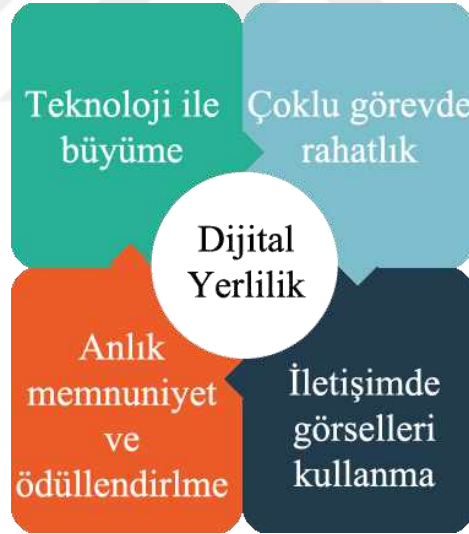 Teknoloji ile
büyüme
Çoklu görevde
rahatlık
Dijital
Yerlilik
Anlık
memnuniyet
ve
ödüllendirlme
İletişimde
görselleri
kullanma